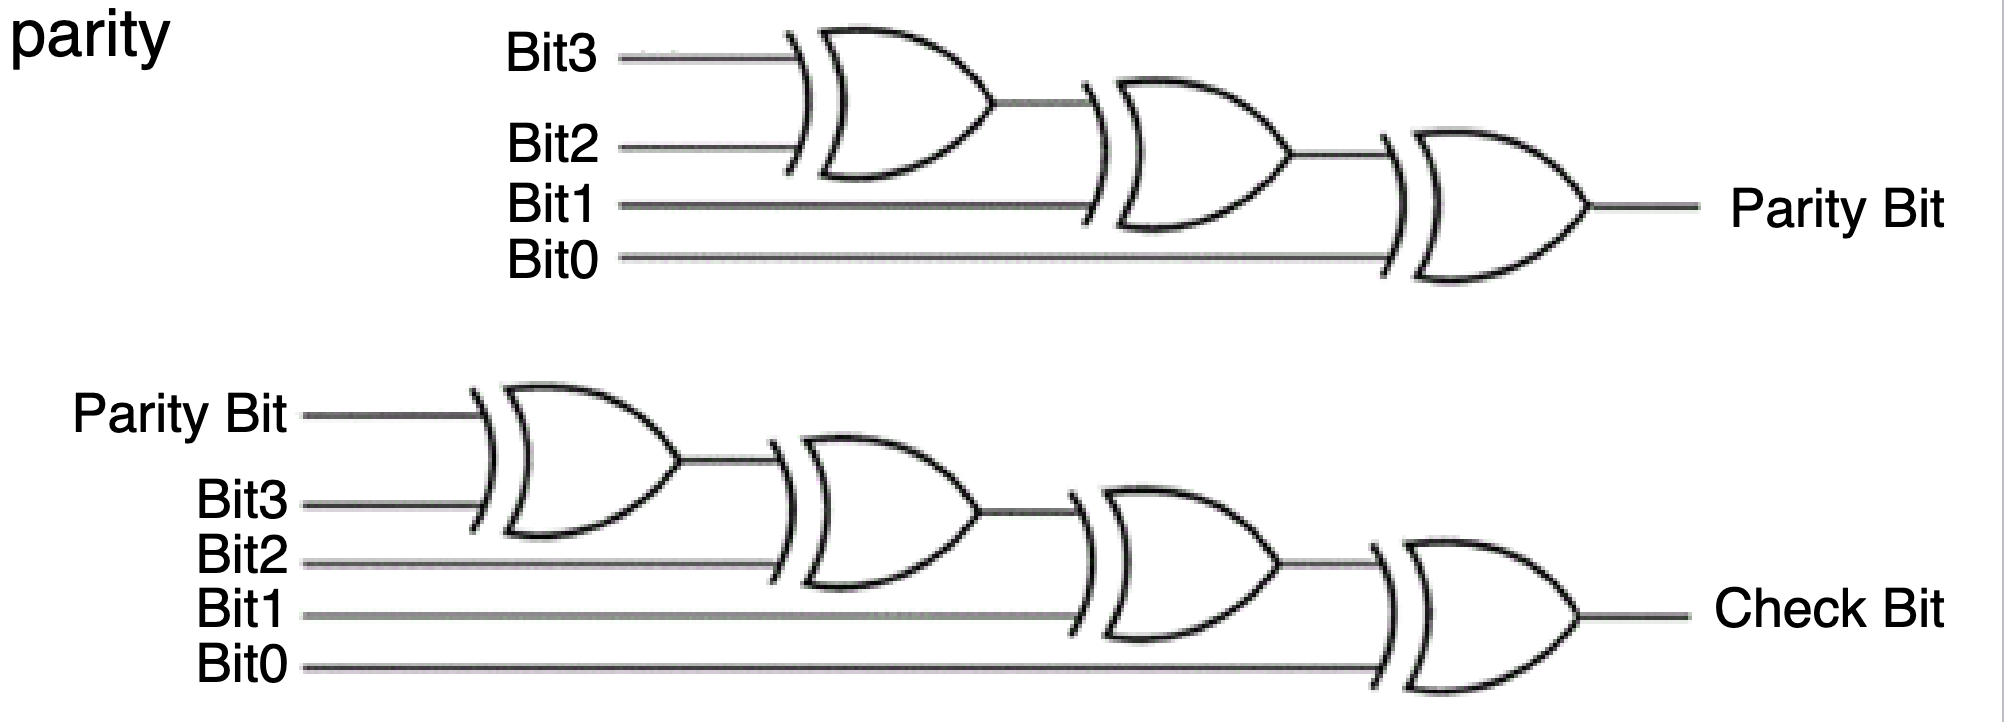 parity
Bit3
Bit2
Bit1
Bit0
Parity Bit
Parity Bit
Bit3
Bit2
Bit1
Bit0
Check Bit